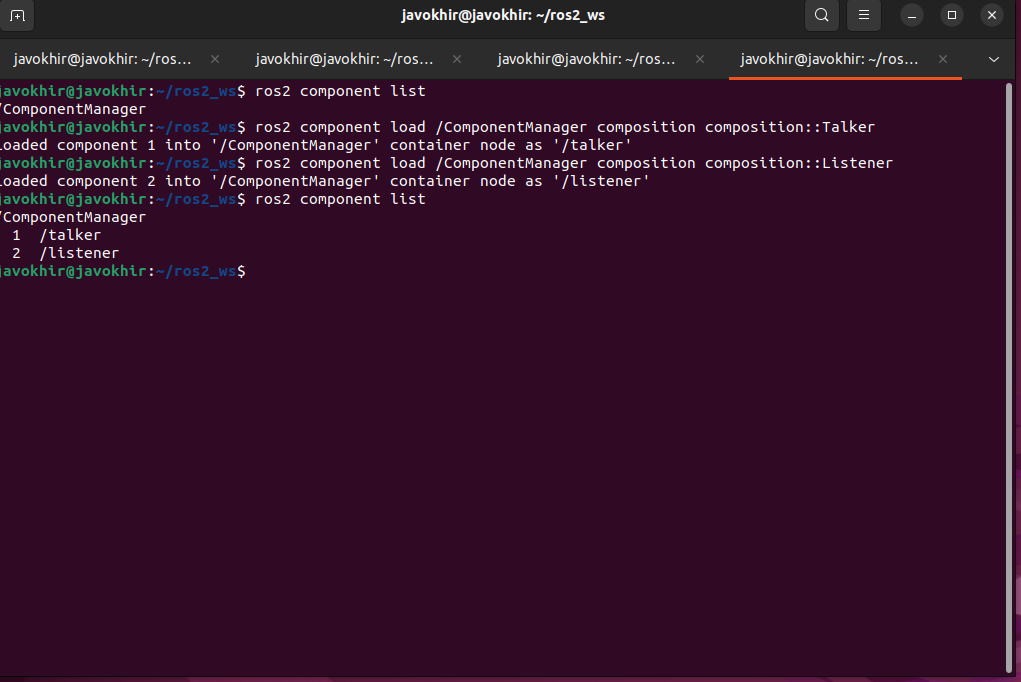 javokhir@javokhir: ~/ros2_ws
javokhir@javokhir: ~/ros...
javokhir@javokhir: ~/ros...
javokhir@javokhir: ~/ros...
javokhir@javokhir: ~/ros...
javokhir@javokhir:~/ros2_ws$ ros2 component list
/ComponentManager
javokhir@javokhir:~/ros2_ws$ ros2 component load /ComponentManager composition composition::Talker
Loaded component 1 into '/ComponentManager' container node as '/talker'
javokhir@javokhir:~/ros2_ws$ ros2 component load /ComponentManager composition composition::Listener
Loaded component 2 into '/ComponentManager' container node as '/listener'
javokhir@javokhir:~/ros2_ws$ ros2 component list
/ComponentManager
1 /talker
2 /listener
javokhir@javokhir:~/ros2_ws$